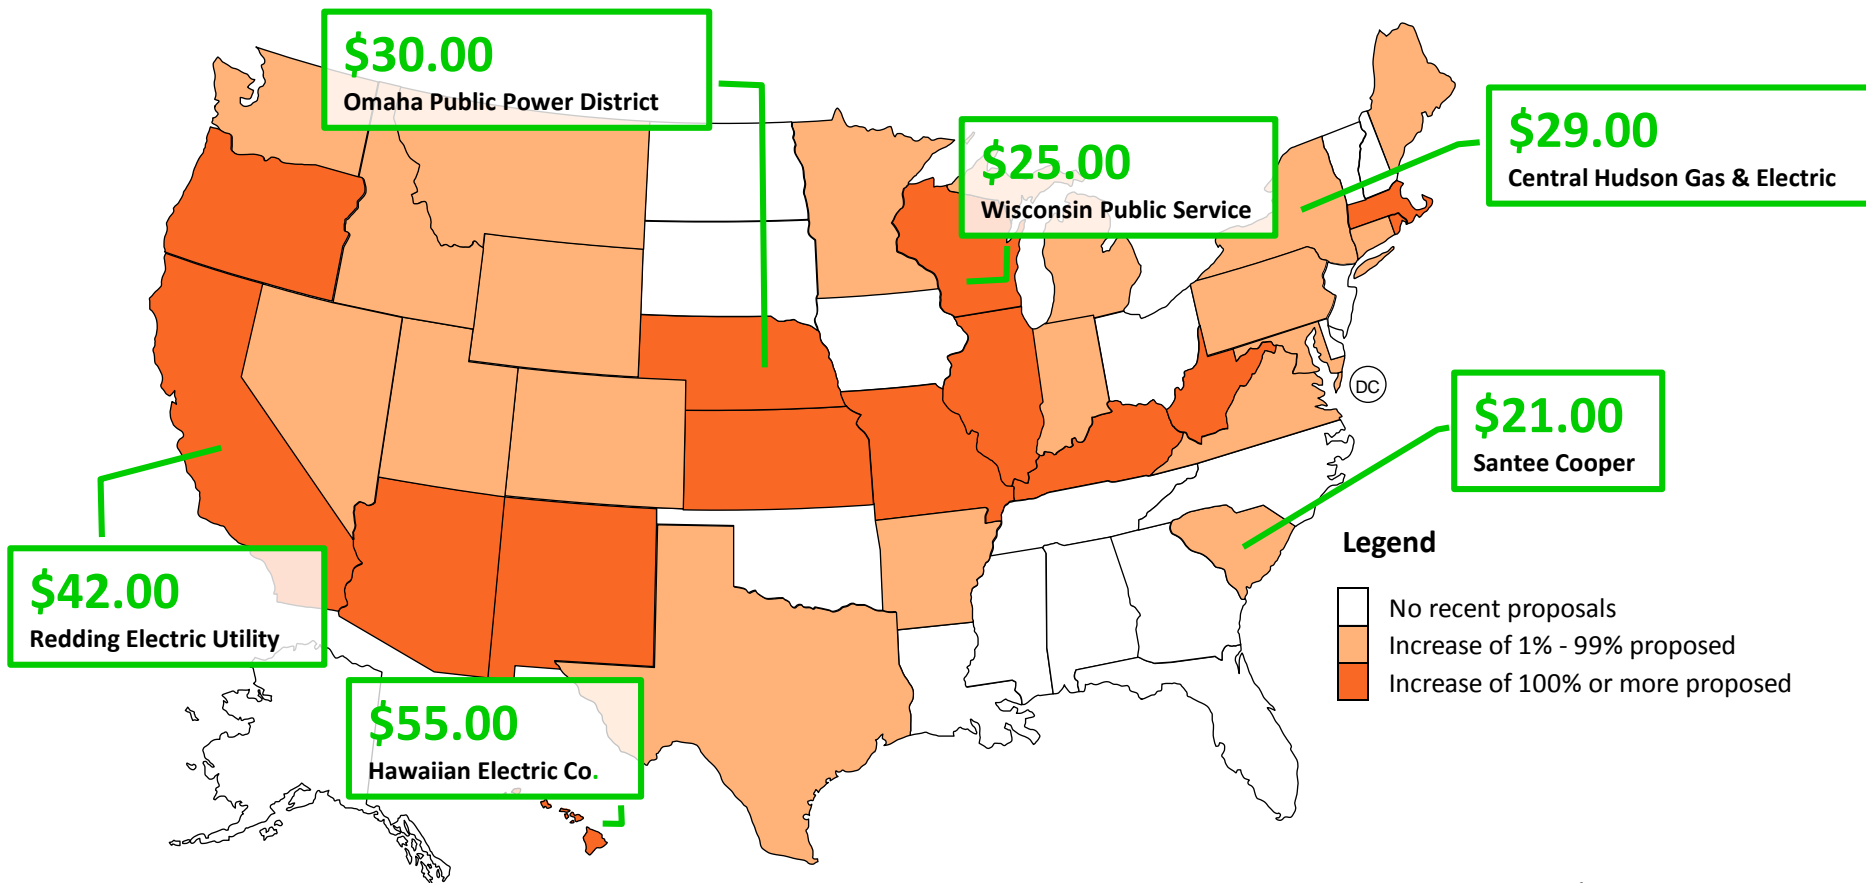 $30.00
Omaha Public Power District
$25.00
Wisconsin Public Service
$29.00
Central Hudson Gas & Electric
DC
$21.00
Santee Cooper
$42.00
Redding Electric Utility
$55.00
Hawaiian Electric Co.
Legend
No recent proposals
Increase of 1% - 99% proposed
Increase of 100% or more proposed